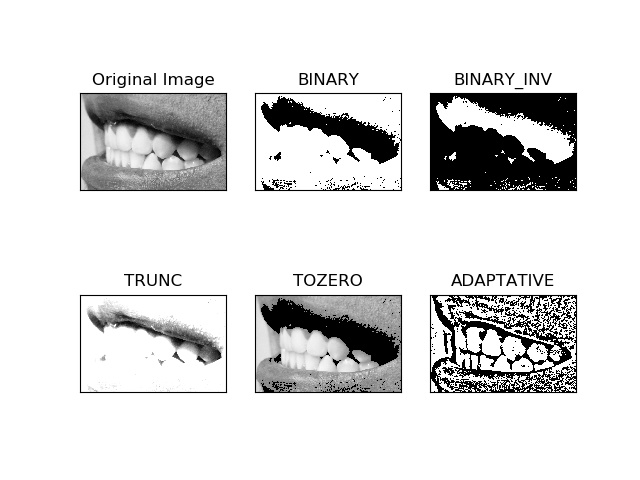 Original Image
BINARY
BINARY_INV
TRUNC
TOZERO
ADAPTATIVE